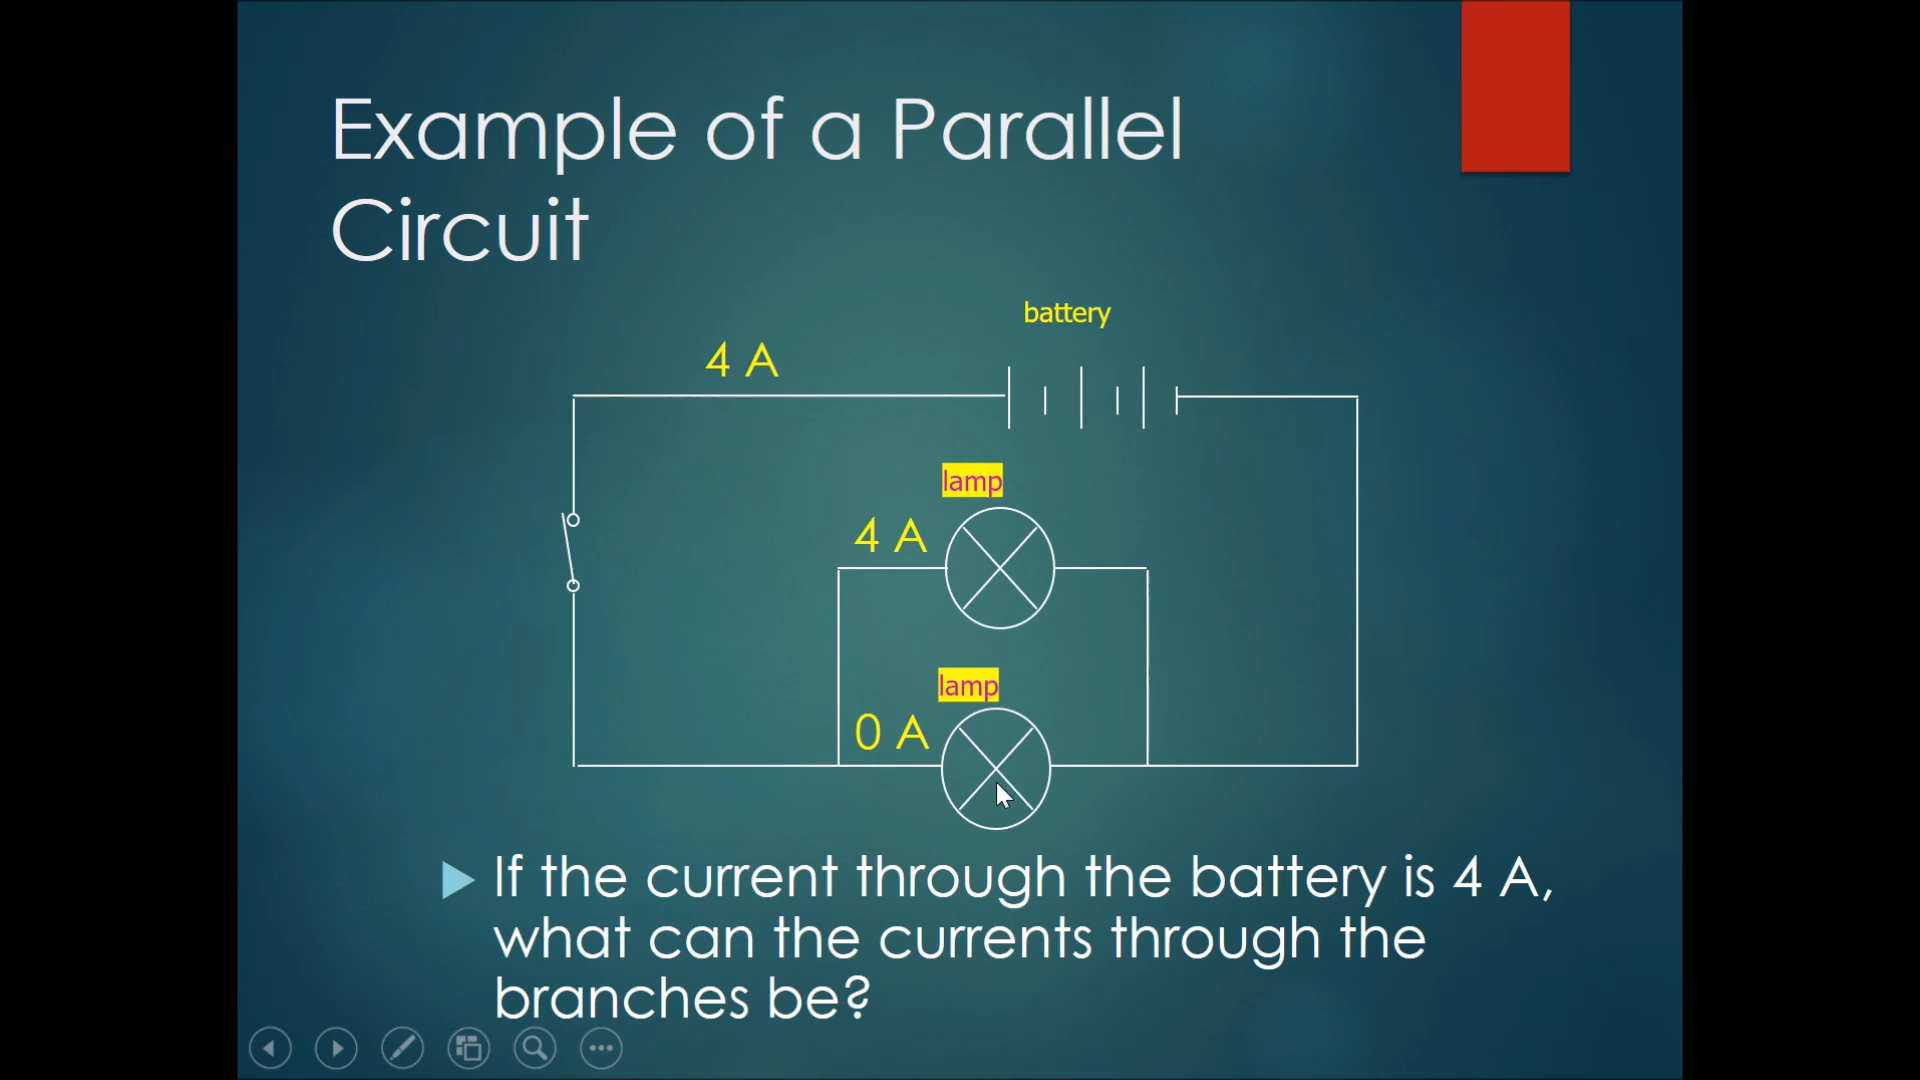 Example of a Parallel
Circuit
battery
4 A
lamp
4 A
lamp
0 A
If the current through the battery is 4 A,
what can the currents through the
branches be?